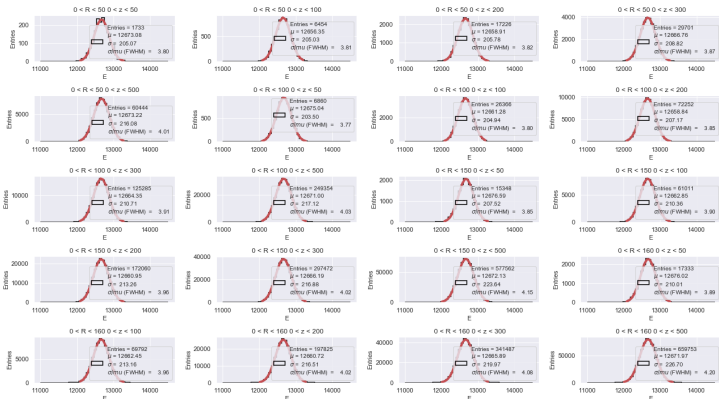 0 < R < 50 0 < z < 50
Entries = 1733
μ = 12673.08
σ = 205.07
σ/mu (FWHM) = 3.80
0 < R < 50 0 < z < 100
Entries = 6454
μ = 12656.35
σ = 205.03
σ/mu (FWHM) = 3.81
0 < R < 50 0 < z < 200
Entries = 17226
μ = 12658.91
σ = 205.78
σ/mu (FWHM) = 3.82
0 < R < 50 0 < z < 300
Entries = 29701
μ = 12666.76
σ = 208.82
σ/mu (FWHM) = 3.87
0 < R < 50 0 < z < 500
Entries = 60444
μ = 12673.22
σ = 216.08
σ/mu (FWHM) = 4.01
0 < R < 100 0 < z < 50
Entries = 6860
μ = 12675.04
σ = 203.50
σ/mu (FWHM) = 3.77
0 < R < 100 0 < z < 100
Entries = 26366
μ = 12661.28
σ = 204.94
σ/mu (FWHM) = 3.80
0 < R < 100 0 < z < 200
Entries = 72252
μ = 12658.84
σ = 207.17
σ/mu (FWHM) = 3.85
0 < R < 100 0 < z < 300
Entries = 125285
μ = 12664.35
σ = 210.71
σ/mu (FWHM) = 3.91
0 < R < 100 0 < z < 500
Entries = 249354
μ = 12671.00
σ = 217.12
σ/mu (FWHM) = 4.03
0 < R < 150 0 < z < 50
Entries = 15348
μ = 12676.59
σ = 207.52
σ/mu (FWHM) = 3.85
0 < R < 150 0 < z < 100
Entries = 61011
μ = 12662.85
σ = 210.36
σ/mu (FWHM) = 3.90
0 < R < 150 0 < z < 200
Entries = 172060
μ = 12660.95
σ = 213.26
σ/mu (FWHM) = 3.96
0 < R < 150 0 < z < 300
Entries = 297472
μ = 12666.19
σ = 216.88
σ/mu (FWHM) = 4.02
0 < R < 150 0 < z < 500
Entries = 577562
μ = 12672.13
σ = 223.64
σ/mu (FWHM) = 4.15
0 < R < 160 0 < z < 50
Entries = 17333
μ = 12676.02
σ = 210.01
σ/mu (FWHM) = 3.89
0 < R < 160 0 < z < 100
Entries = 69792
μ = 12662.45
σ = 213.16
σ/mu (FWHM) = 3.96
0 < R < 160 0 < z < 200
Entries = 197825
μ = 12660.72
σ = 216.51
σ/mu (FWHM) = 4.02
0 < R < 160 0 < z < 300
Entries = 341487
μ = 12665.89
σ = 219.97
σ/mu (FWHM) = 4.08
0 < R < 160 0 < z < 500
Entries = 659753
μ = 12671.97
σ = 226.70
σ/mu (FWHM) = 4.20